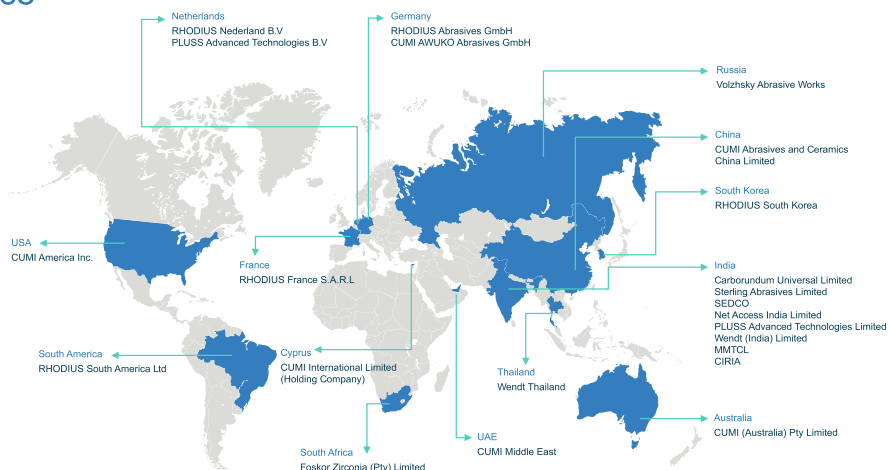 Netherlands
RHODIUS Nederland B.V
PLUSS Advanced Technologies B.V
Germany
RHODIUS Abrasives GmbH
CUMI AWUKO Abrasives GmbH
Russia
Volzhsky Abrasive Works
China
CUMI Abrasives and Ceramics
China Limited
South Korea
RHODIUS South Korea
USA
CUMI America Inc.
France
RHODIUS France S.A.R.L
India
Carborundum Universal Limited
Sterling Abrasives Limited
SEDCO
Net Access India Limited
PLUSS Advanced Technologies Limited
Wendt (India) Limited
MMTCL
CIRIA
South America
RHODIUS South America Ltd
Cyprus
CUMI International Limited
(Holding Company)
Thailand
Wendt Thailand
Australia
CUMI (Australia) Pty Limited
UAE
CUMI Middle East
South Africa
Foskor Zirconia (Pty) Limited